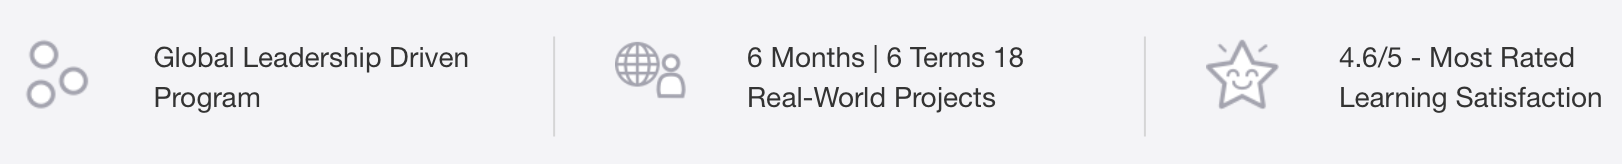 Global Leadership Driven
Program
6 Months | 6 Terms 18
Real-World Projects
4.6/5 - Most Rated
Learning Satisfaction